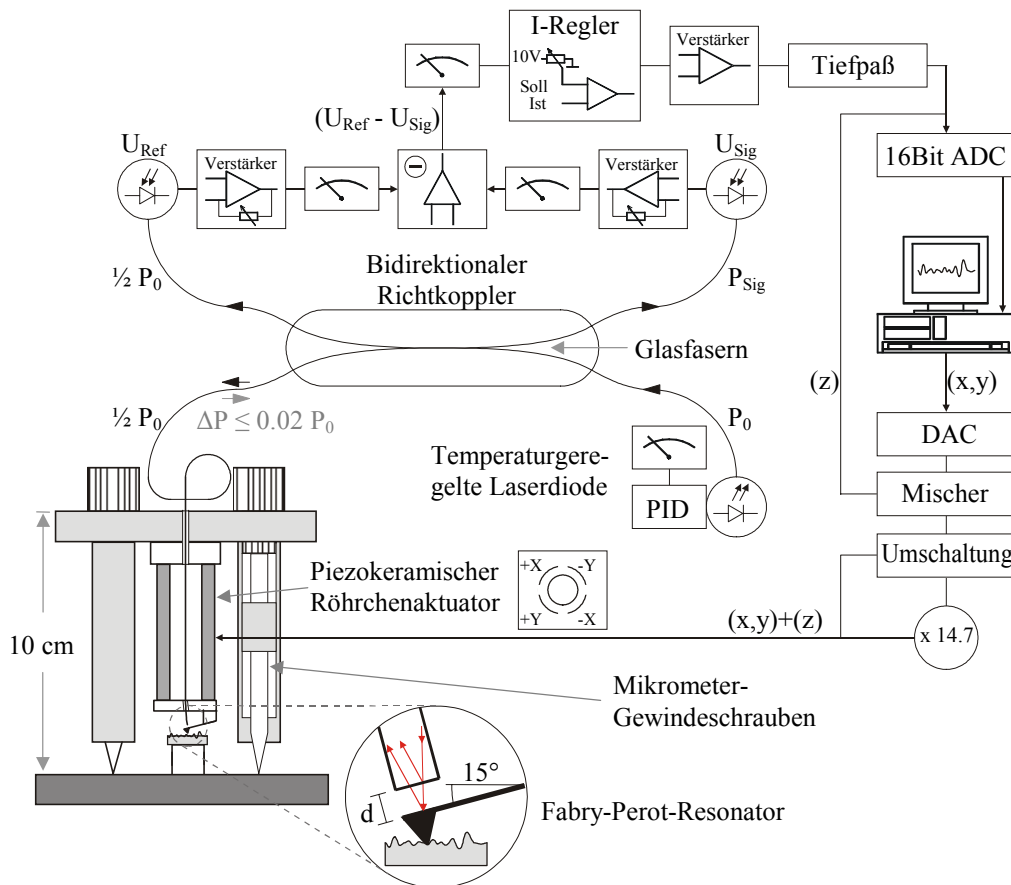 I-Regler
10V
Soll
Ist
Verstärker
Tiefpaß
(U_Ref - U_Sig)
U_Ref
U_Sig
Verstärker
Verstärker
16Bit ADC
½ P_0
Bidirektionaler
Richtkoppler
P_Sig
Glasfasern
(z)
(x,y)
½ P_0
ΔP ≤ 0.02 P_0
P_0
DAC
Temperaturgere-
gelte Laserdiode
PID
Mischer
Umschaltung
Piezokeramischer
Röhrchenaktuator
+X
-Y
+Y
-X
(x,y)+(z)
x 14.7
10 cm
Mikrometer-
Gewindeschrauben
15°
d
Fabry-Perot-Resonator